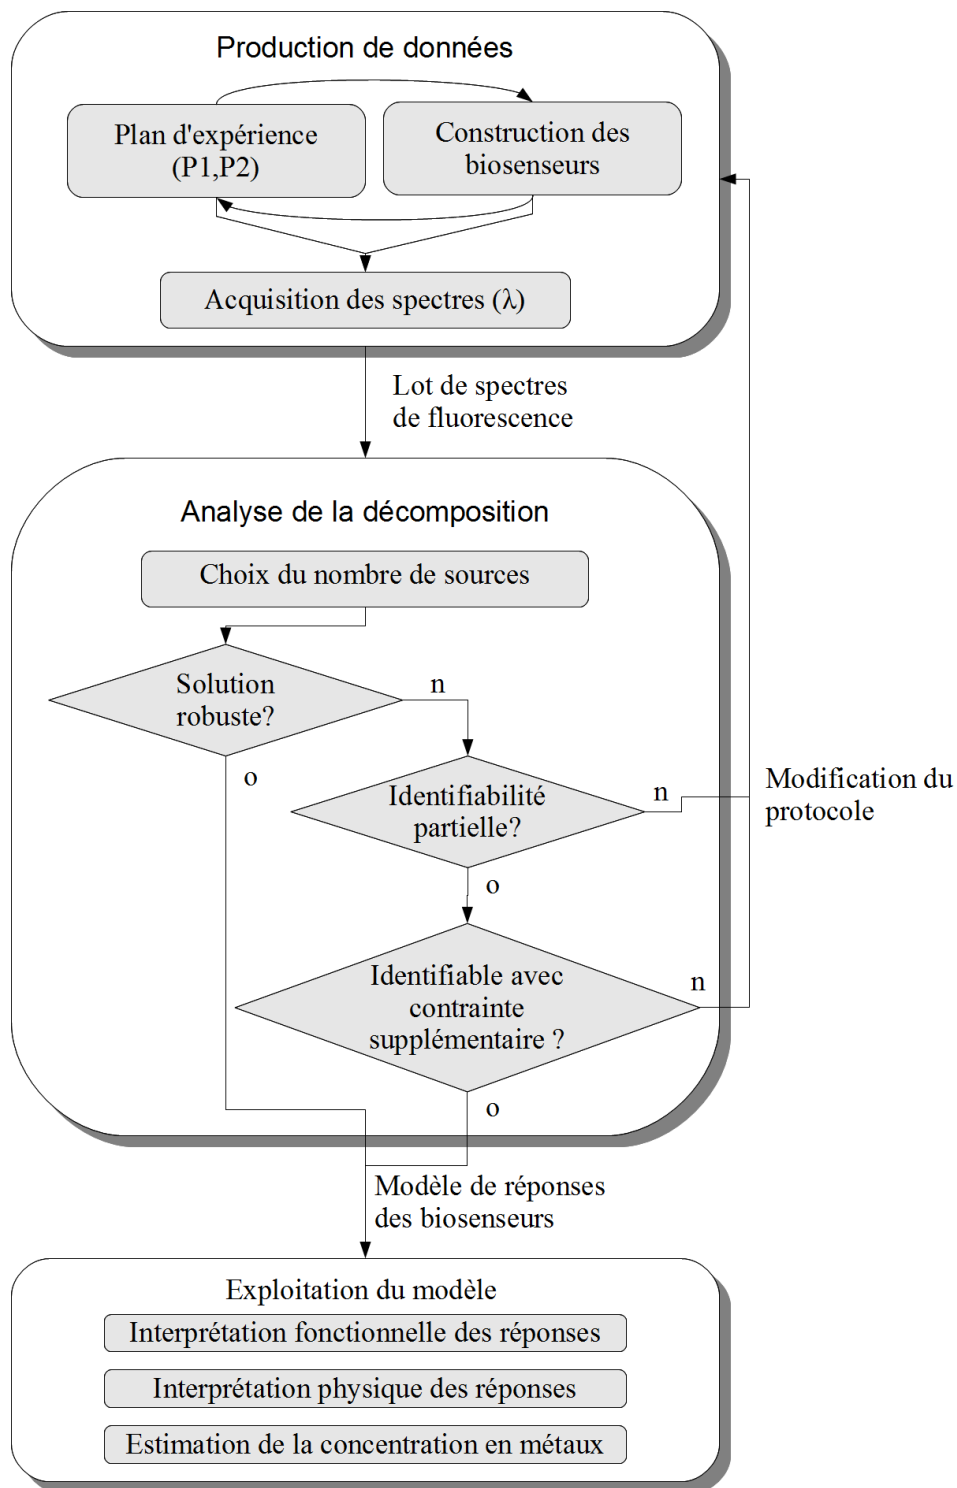 Production de données
Plan d'expérience
(P1,P2)
Construction des
biosenseurs
Acquisition des spectres (λ)
Lot de spectres
de fluorescence
Analyse de la décomposition
Choix du nombre de sources
Solution
robuste?
n
o
Identifiabilité
partielle?
n
Modification du
protocole
o
Identifiable avec
contrainte
supplémentaire ?
n
o
Modèle de réponses
des biosenseurs
Exploitation du modèle
Interprétation fonctionnelle des réponses
Interprétation physique des réponses
Estimation de la concentration en métaux